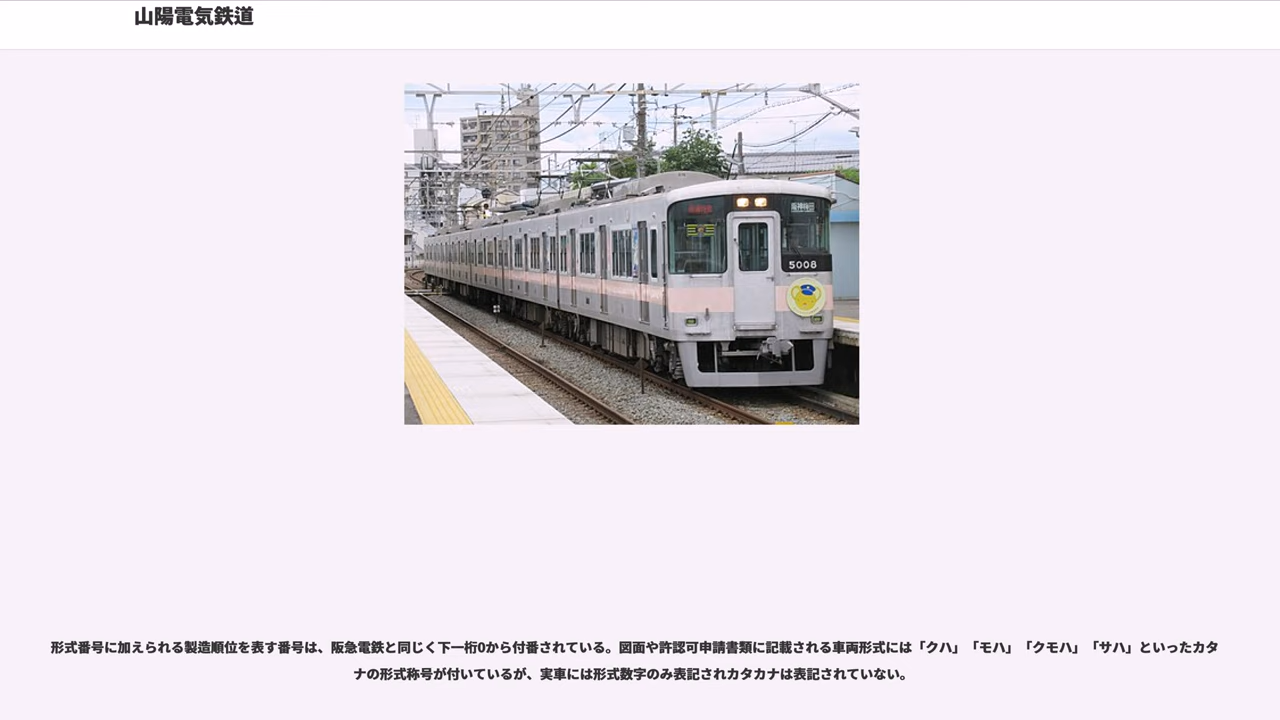 山陽電気鉄道
阪神梅田
5008
形式番号に加えられる製造順位を表す番号は、阪急電鉄と同じく下一桁0から付番されている。図面や許認可申請書類に記載される車両形式には「クハ」「モハ」「クモハ」「サハ」といったカタ
ナの形式称号が付いているが、実車には形式数字のみ表記されカタカナは表記されていない。